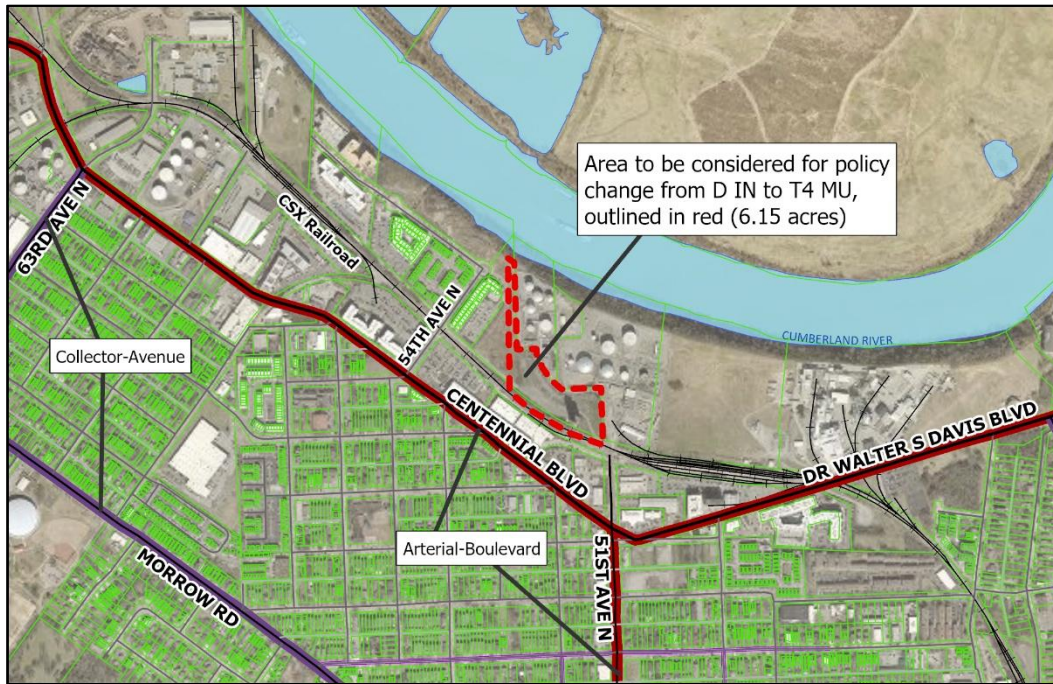 Area to be considered for policy
change from D IN to T4 MU,
outlined in red (6.15 acres)
63RD AVE N
CSX Railroad
54TH AVE N
CUMBERLAND RIVER
Collector-Avenue
CENTENNIAL BLVD
DR WALTER S DAVIS BLVD
Arterial-Boulevard
51ST AVE N
MORROW RD